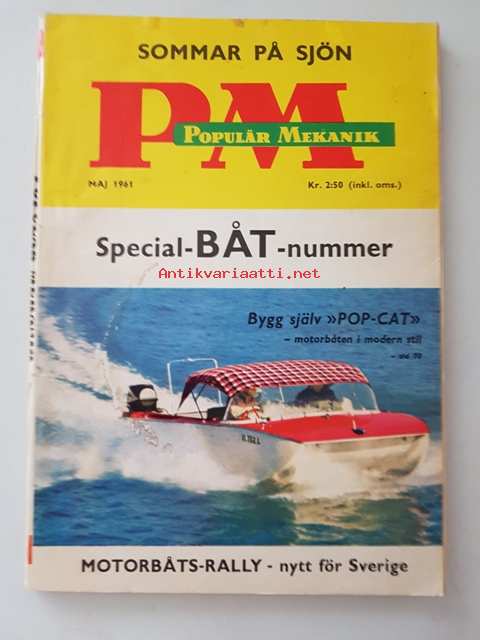 SOMMAR PÅ SJÖN
PM
POPULÄR MEKANIK
MAJ 1961
Kr. 2:50 (inkl. oms.)
Special-BÅT-nummer
Antikvariaatti.net
Bygg själv »POP-CAT»
- motorbåten i modern stil
MOTORBÅTS-RALLY - nytt för Sverige